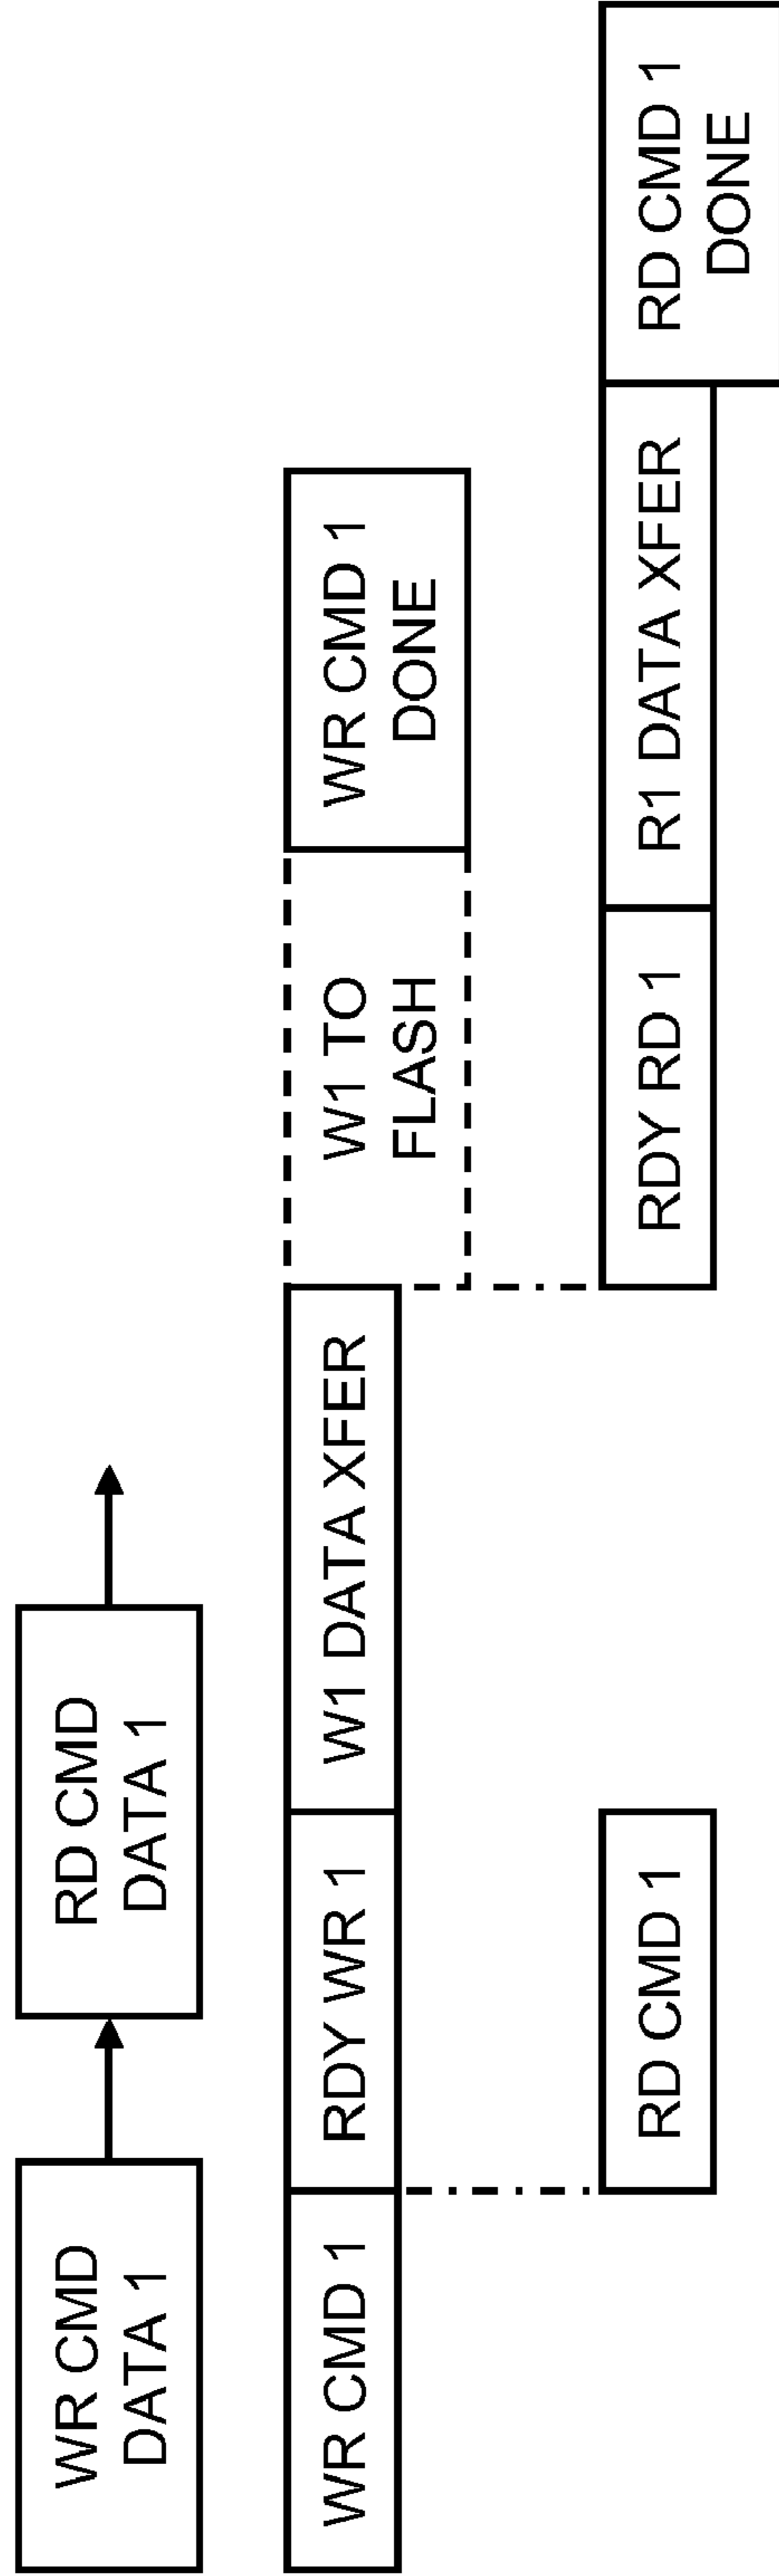 WR CMD
DATA 1
RD CMD
DATA 1
WR CMD 1
RDY WR 1
W1 DATA XFER
W1 TO
FLASH
WR CMD 1
DONE
RD CMD 1
RDY RD 1
R1 DATA XFER
RD CMD 1
DONE